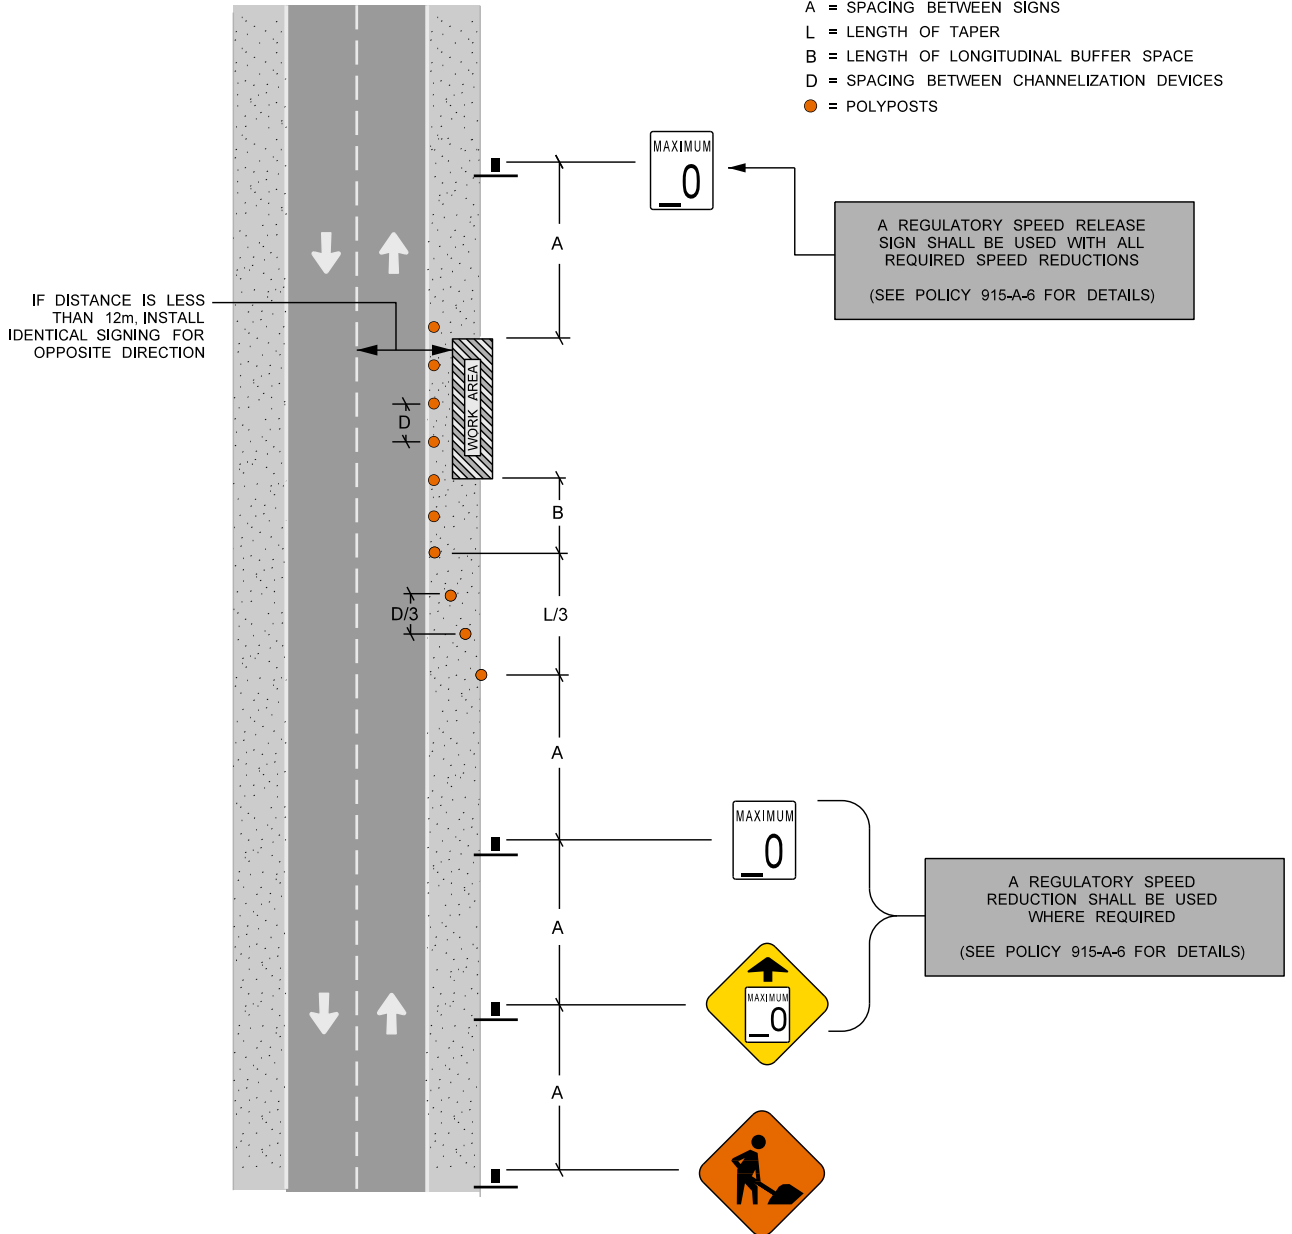 A = SPACING BETWEEN SIGNS
L = LENGTH OF TAPER
B = LENGTH OF LONGITUDINAL BUFFER SPACE
D = SPACING BETWEEN CHANNELIZATION DEVICES
= POLYPOSTS
MAXIMUM
_0
A REGULATORY SPEED RELEASE
SIGN SHALL BE USED WITH ALL
REQUIRED SPEED REDUCTIONS
(SEE POLICY 915-A-6 FOR DETAILS)
A
IF DISTANCE IS LESS
THAN 12m, INSTALL
IDENTICAL SIGNING FOR
OPPOSITE DIRECTION
WORK AREA
D
B
D/3
L/3
A
MAXIMUM
_0
A REGULATORY SPEED
REDUCTION SHALL BE USED
WHERE REQUIRED
(SEE POLICY 915-A-6 FOR DETAILS)
A
MAXIMUM
_0
A